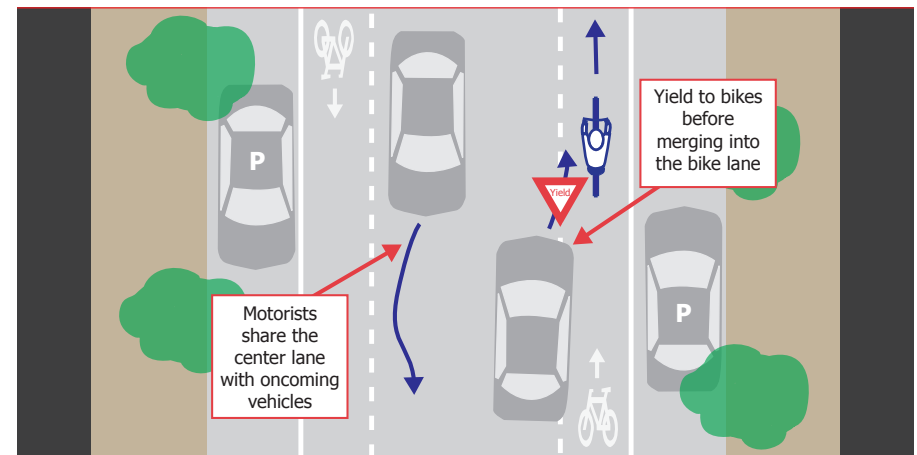 P
Yield to bikes
before
merging into
the bike lane
Yield
Motorists
share the
center lane
with oncoming
vehicles
P